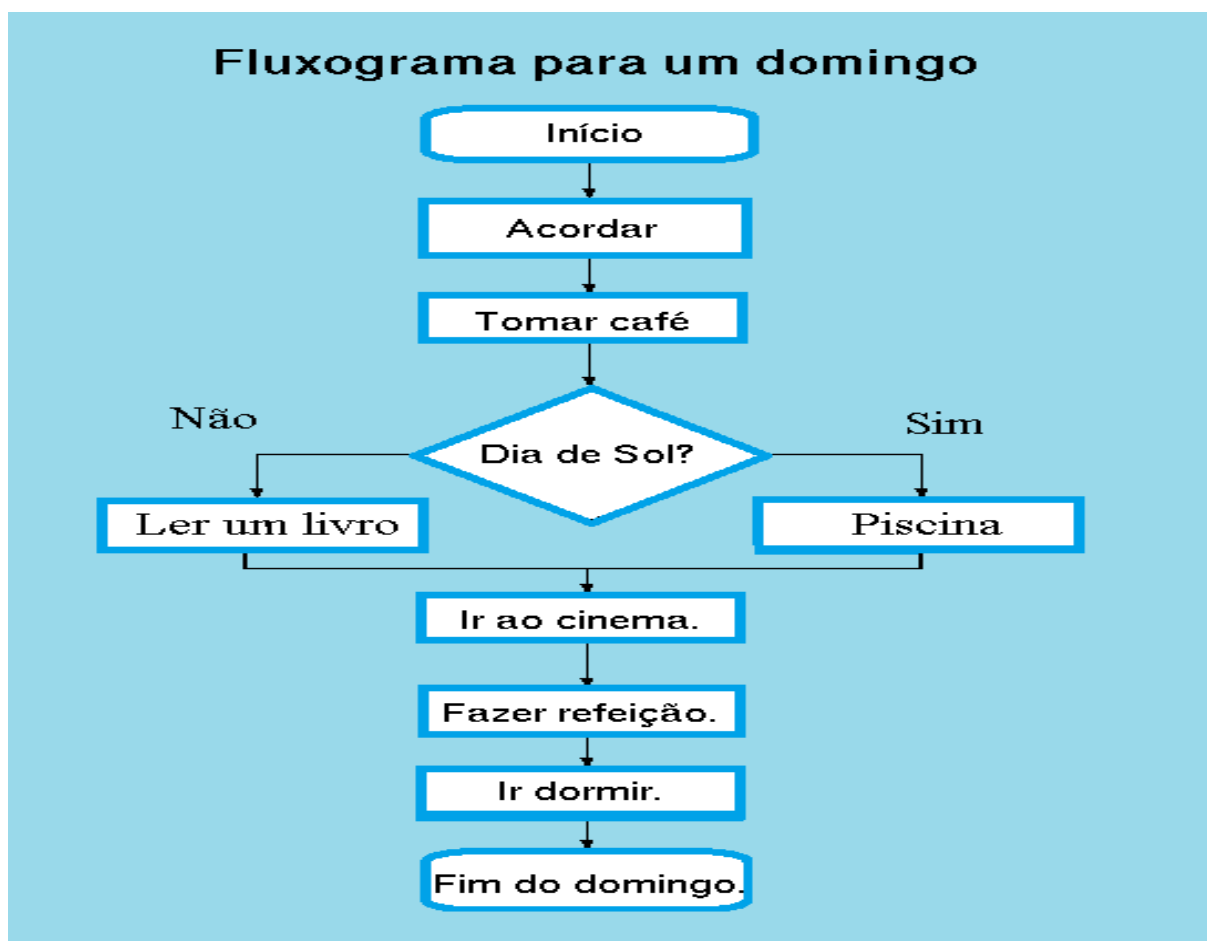 Fluxograma para um domingo
Início
Acordar
Tomar café
Dia de Sol?
Não
Sim
Ler um livro
Piscina
Ir ao cinema.
Fazer refeição.
Ir dormir.
Fim do domingo.